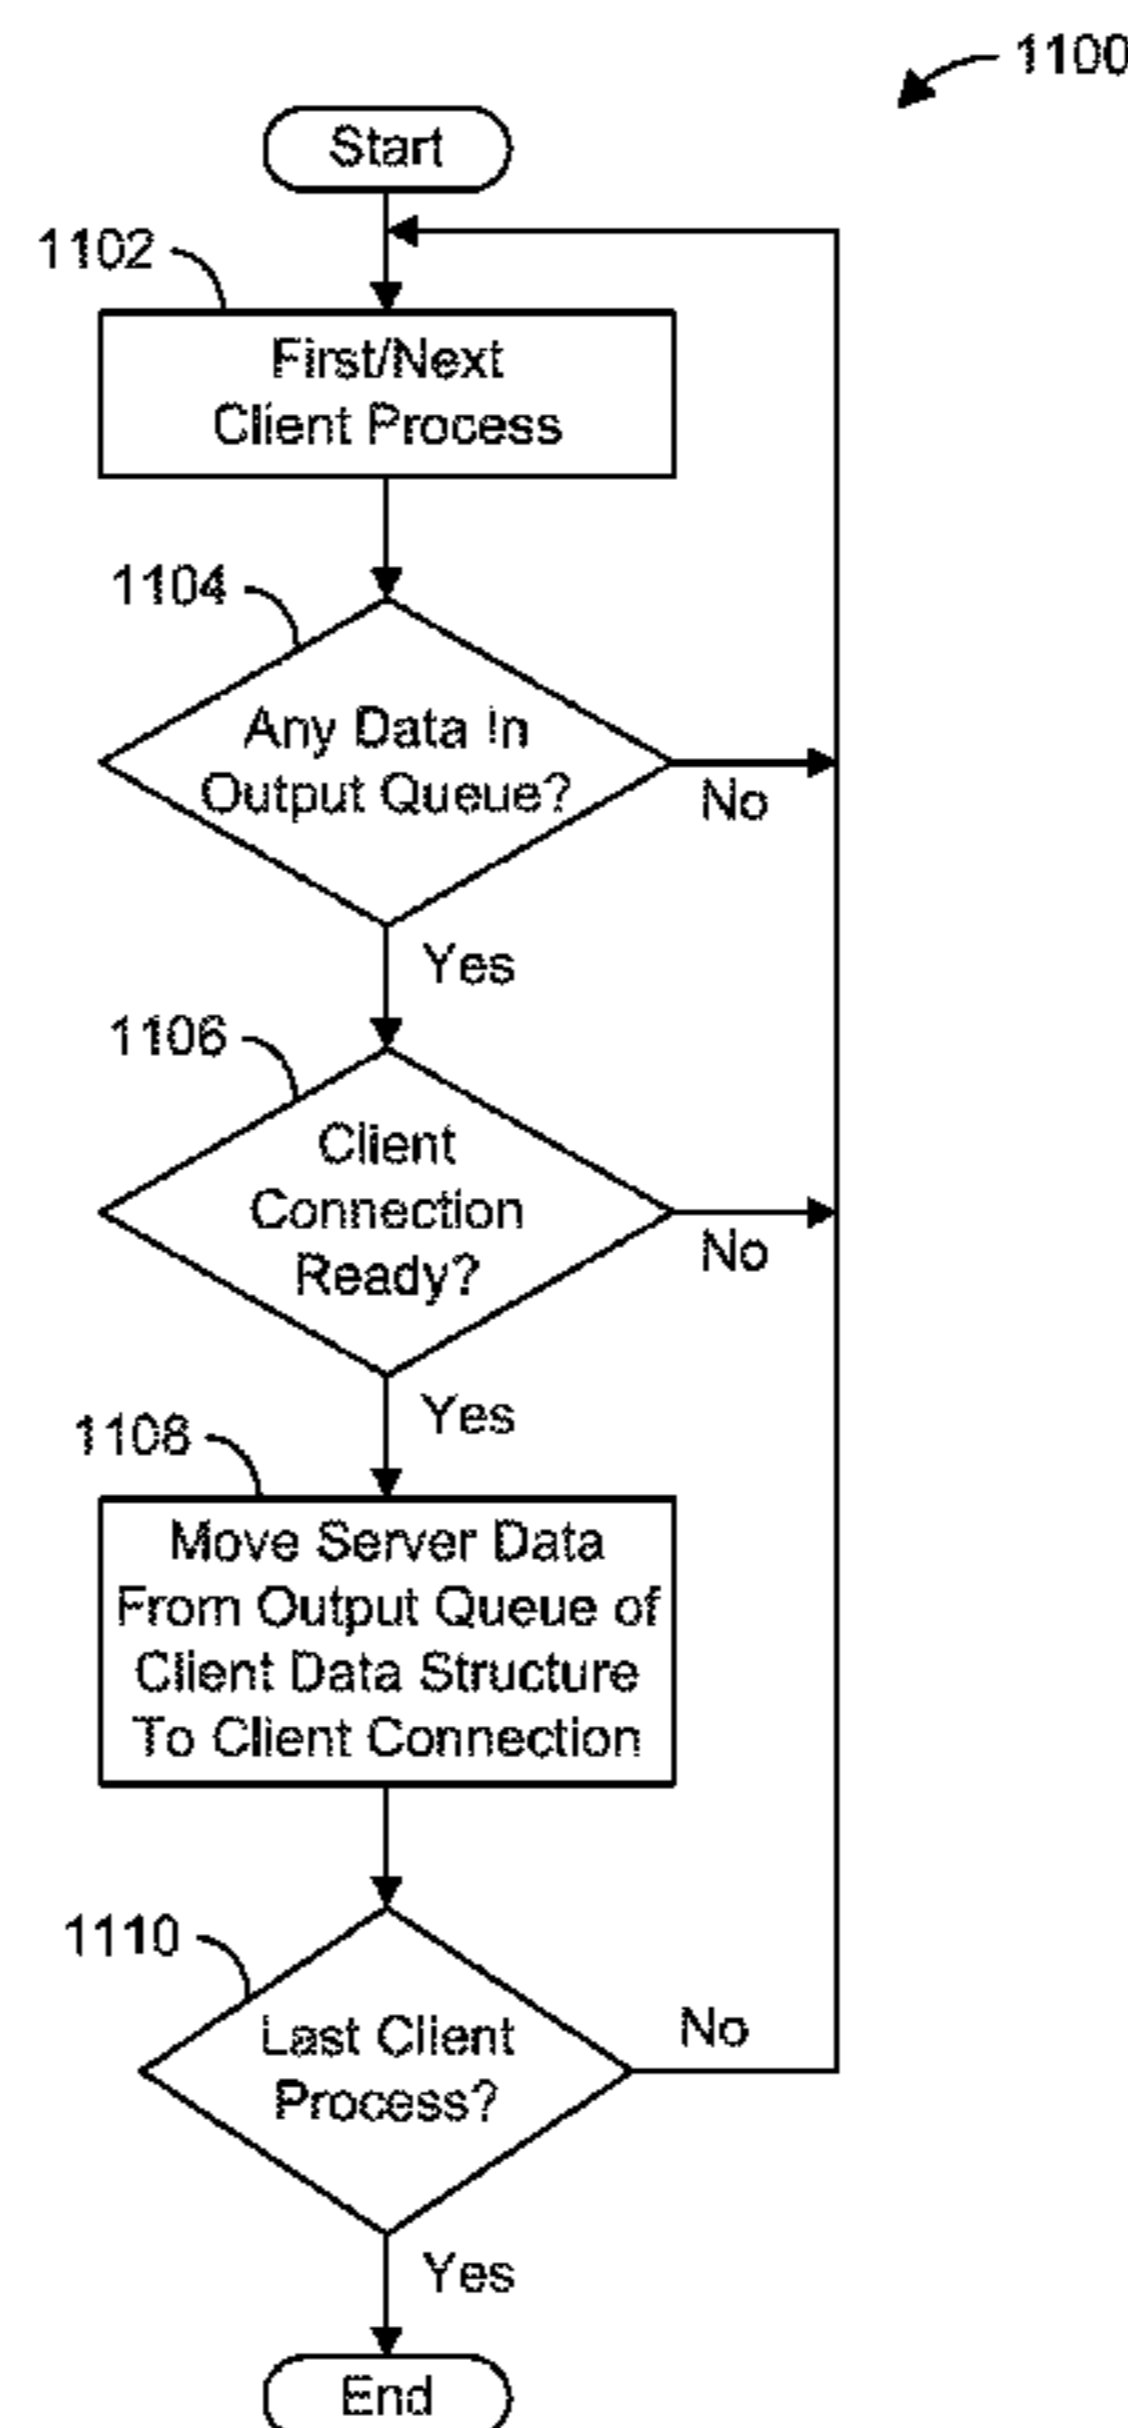 1100
Start
1102
First/Next
Client Process
1104
Any Data In
Output Queue?
No
Yes
1106
Client
Connection
Ready?
No
Yes
1108
Move Server Data
From Output Queue of
Client Data Structure
To Client Connection
1110
Last Client
Process?
No
Yes
End